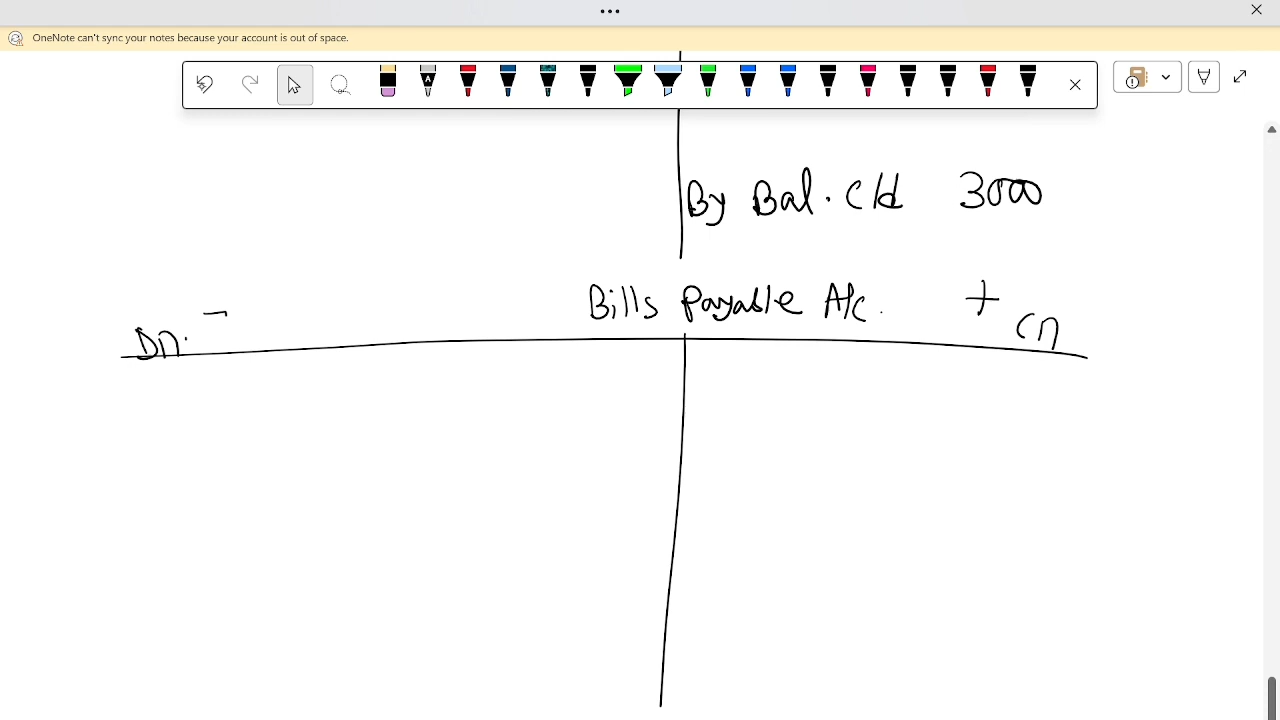 OneNote can't sync your notes because your account is out of space.
A
By Bal. c/d 3000
Bills Payable A/c. +
Dr. -
Cr